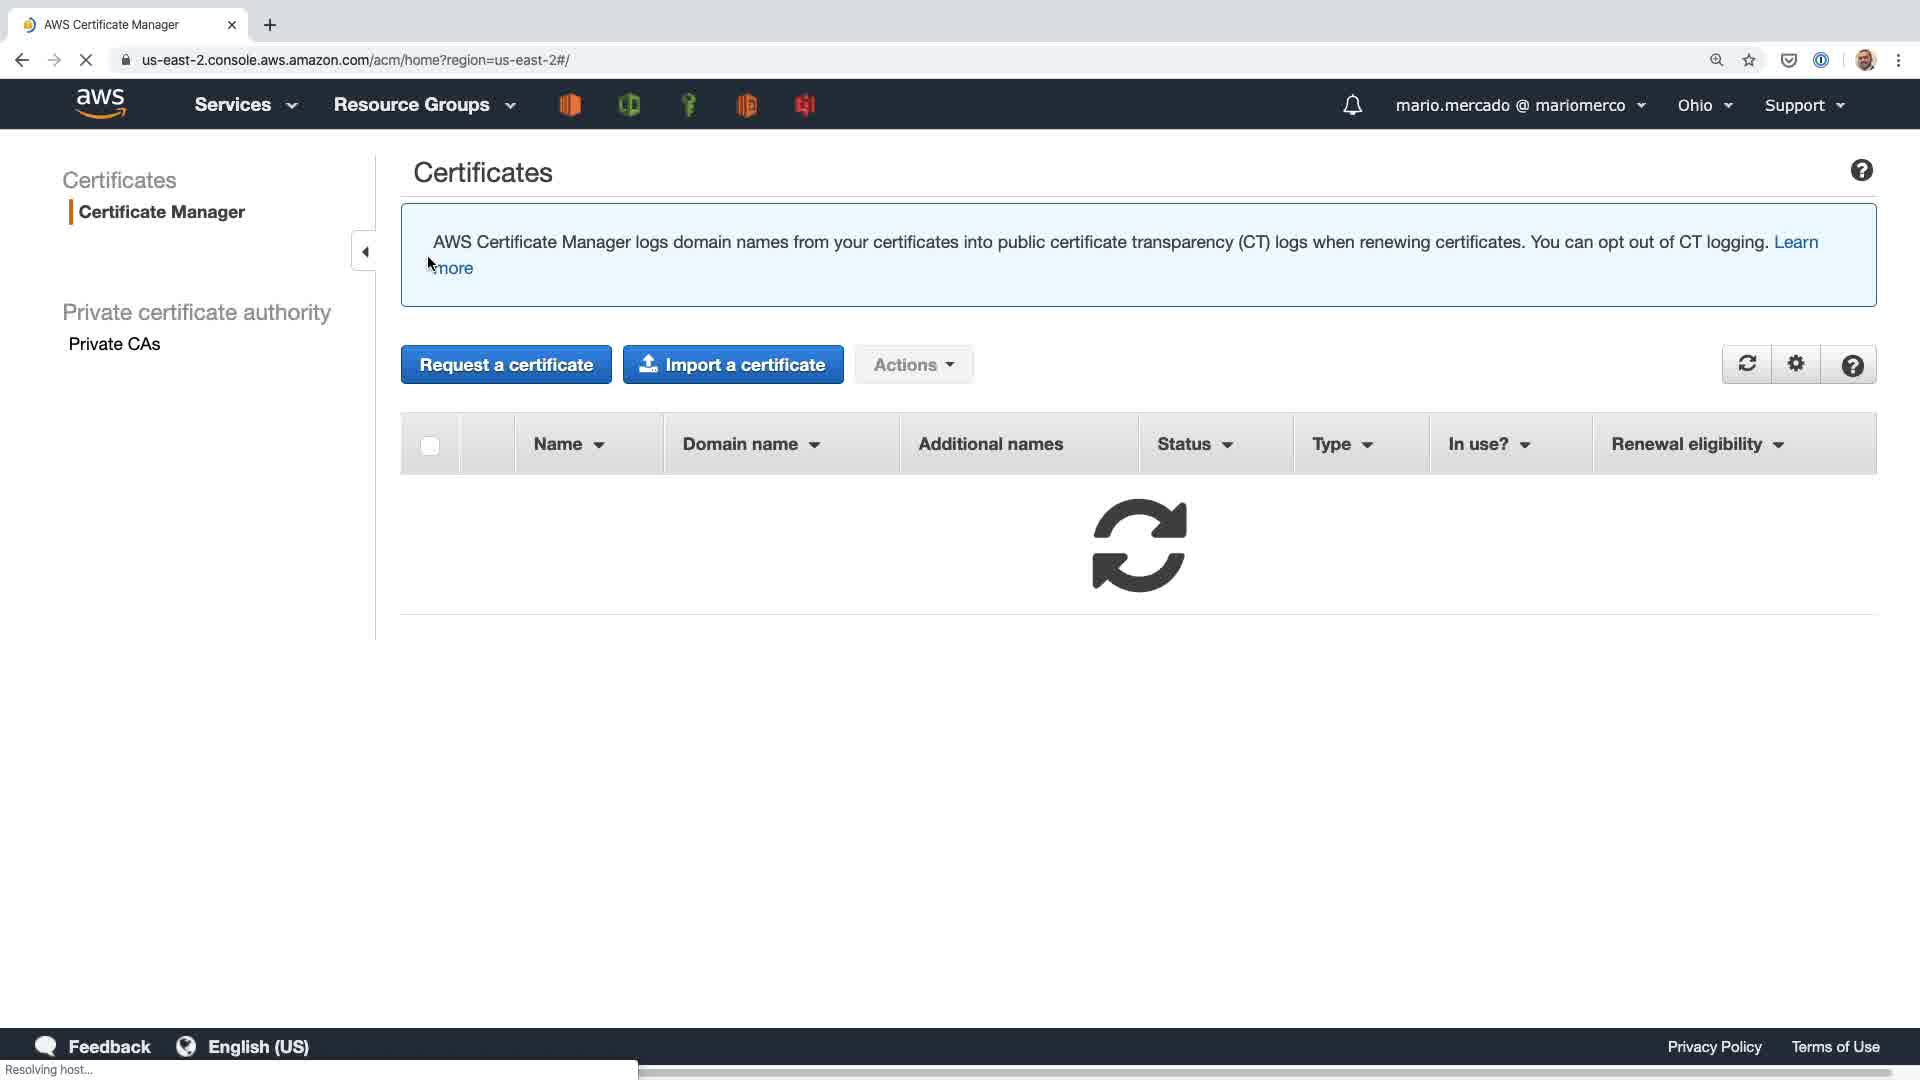 AWS Certificate Manager
us-east-2.console.aws.amazon.com/acm/home?region=us-east-2#/
aws
Services
Resource Groups
mario.mercado @ mariomerco
Ohio
Support
Certificates
Certificate Manager
Private certificate authority
Private CAs
Certificates
AWS Certificate Manager logs domain names from your certificates into public certificate transparency (CT) logs when renewing certificates. You can opt out of CT logging. Learn
more
Request a certificate
Import a certificate
Actions
Name
Domain name
Additional names
Status
Type
In use?
Renewal eligibility
Feedback
English (US)
Privacy Policy
Terms of Use
Resolving host...